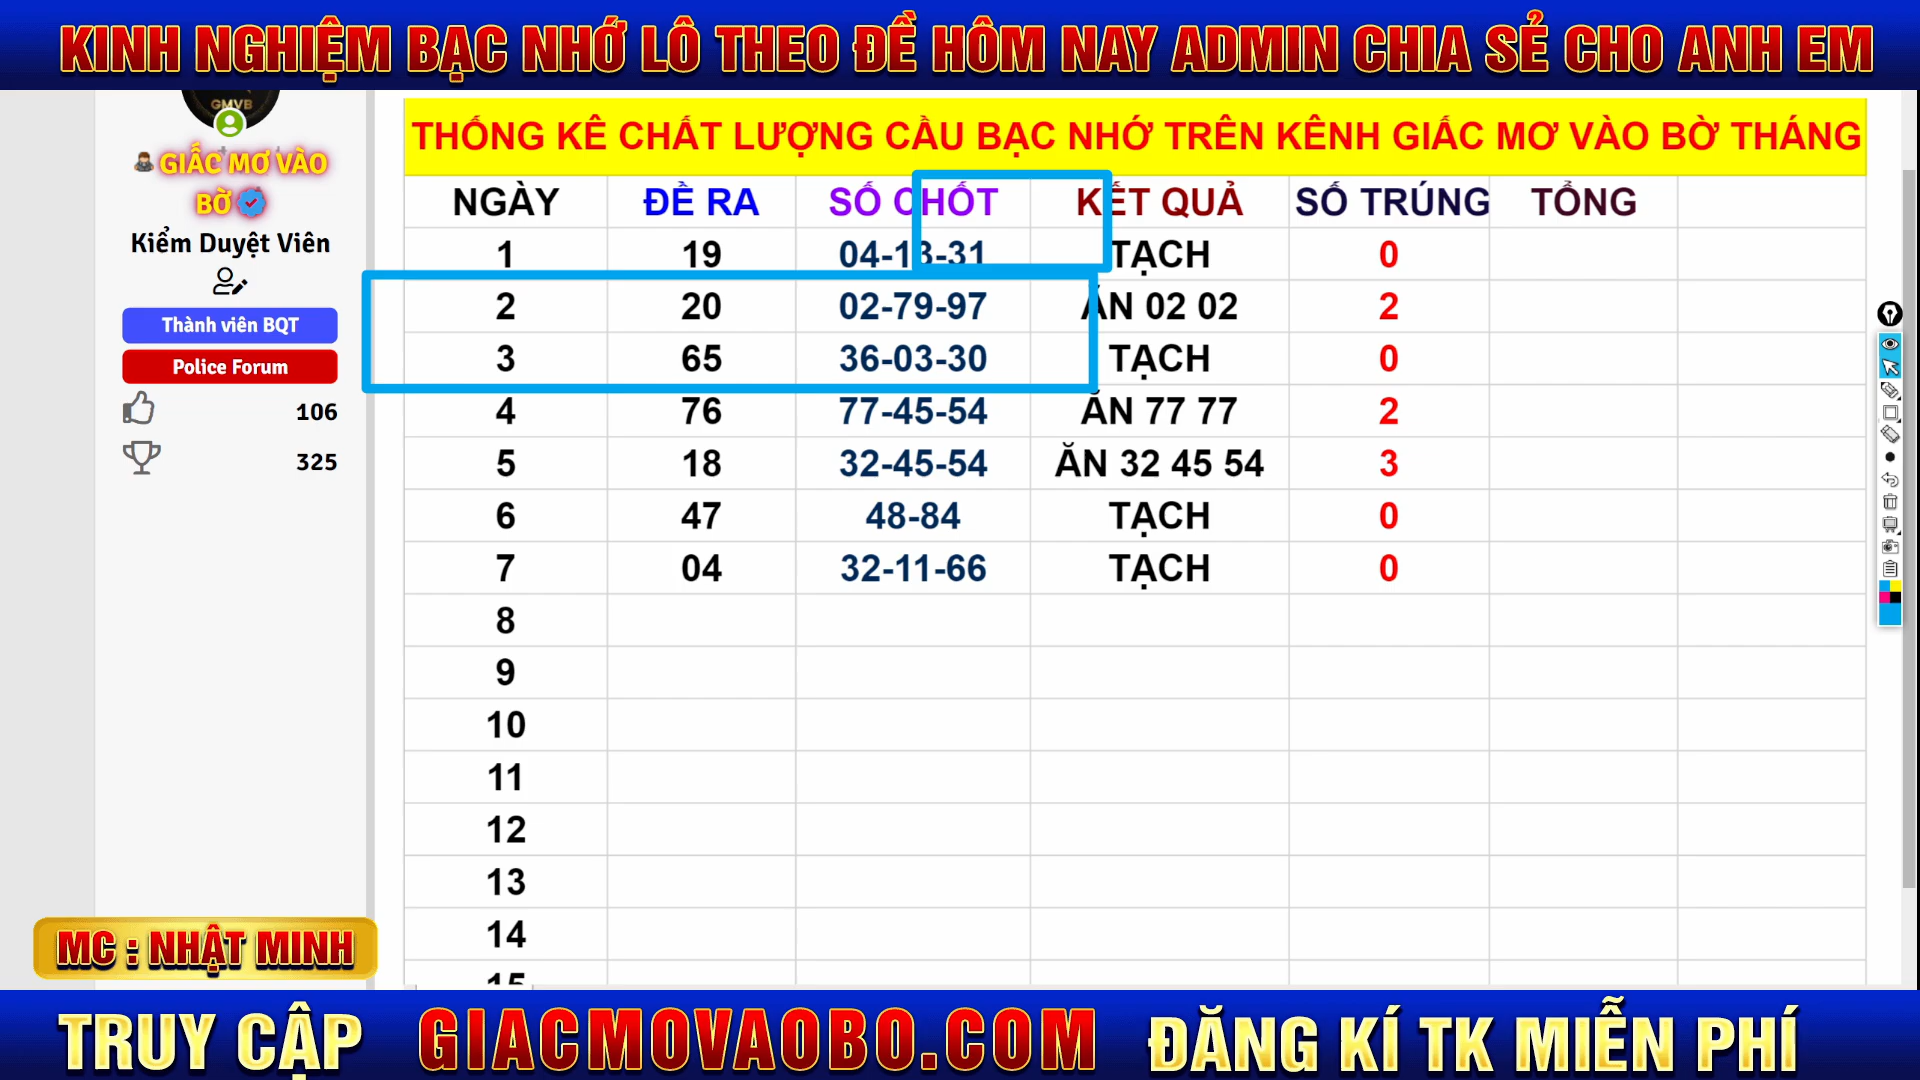 KINH NGHIỆM BẠC NHỚ LÔ THEO ĐỀ HÔM NAY ADMIN CHIA SẺ CHO ANH EM
GMVB
GIẤC MƠ VÀO
BỜ
Kiểm Duyệt Viên
Thành viên BQT
Police Forum
106
325
THỐNG KÊ CHẤT LƯỢNG CẦU BẠC NHỚ TRÊN KÊNH GIẤC MƠ VÀO BỜ THÁNG
NGÀY ĐỀ RA SỐ CHỐT KẾT QUẢ SỐ TRÚNG TỔNG
1 19 04-13-31 TẠCH 0
2 20 02-79-97 ĂN 02 02 2
3 65 36-03-30 TẠCH 0
4 76 77-45-54 ĂN 77 77 2
5 18 32-45-54 ĂN 32 45 54 3
6 47 48-84 TẠCH 0
7 04 32-11-66 TẠCH 0
8
9
10
11
12
13
14
15
MC : NHẬT MINH
TRUY CẬP GIACMOVAOBO.COM ĐĂNG KÍ TK MIỄN PHÍ